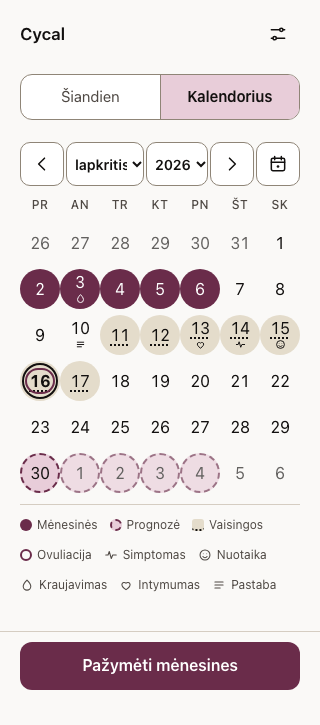 Cycal
Šiandien Kalendorius
lapkritis 2026
PR AN TR KT PN ŠT SK
26 27 28 29 30 31 1
2 3 4 5 6 7 8
9 10 11 12 13 14 15
16 17 18 19 20 21 22
23 24 25 26 27 28 29
30 1 2 3 4 5 6
Mėnesinės Prognozė Vaisingos
Ovuliacija Simptomas Nuotaika
Kraujavimas Intymumas Pastaba
Pažymėti mėnesines